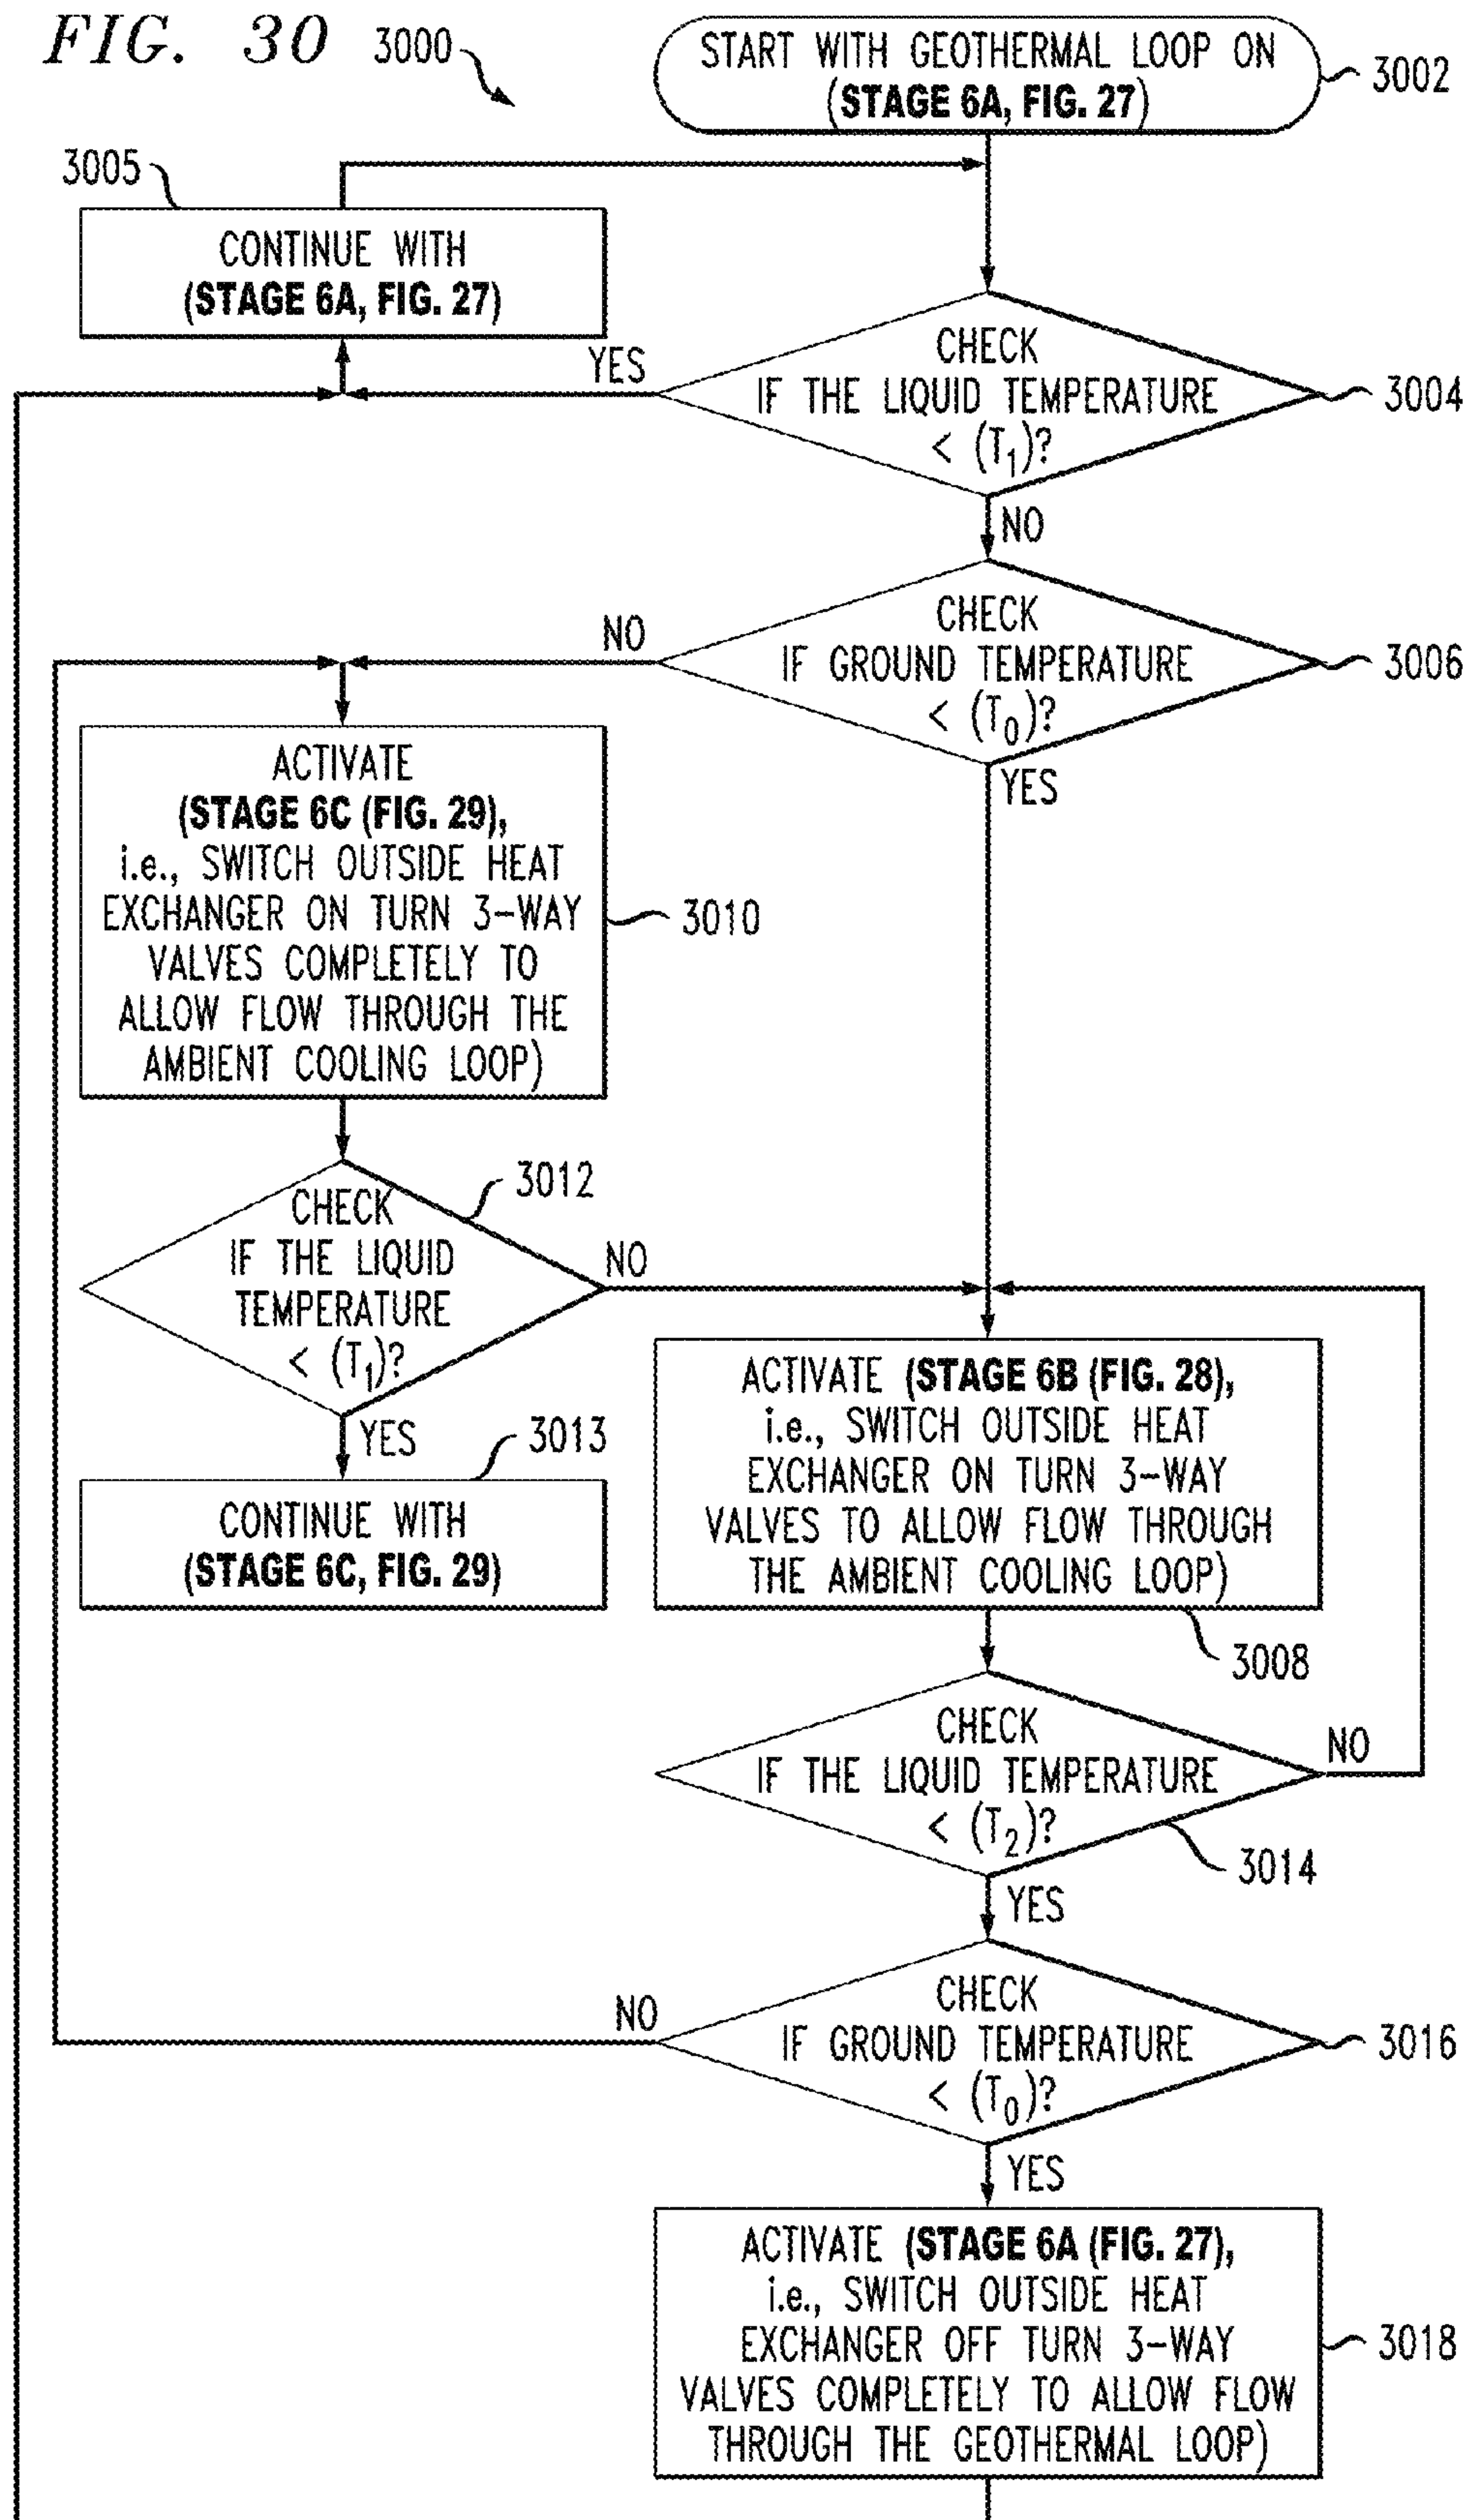 FIG. 30
3000
START WITH GEOTHERMAL LOOP ON
(STAGE 6A, FIG. 27)
3002
3005
CONTINUE WITH
(STAGE 6A, FIG. 27)
YES
CHECK
IF THE LIQUID TEMPERATURE
< (T1)?
3004
NO
CHECK
IF GROUND TEMPERATURE
< (T0)?
3006
NO
YES
ACTIVATE
(STAGE 6C (FIG. 29),
i.e., SWITCH OUTSIDE HEAT
EXCHANGER ON TURN 3-WAY
VALVES COMPLETELY TO
ALLOW FLOW THROUGH THE
AMBIENT COOLING LOOP)
3010
3012
CHECK
IF THE LIQUID
TEMPERATURE
< (T1)?
NO
YES
3013
CONTINUE WITH
(STAGE 6C, FIG. 29)
ACTIVATE (STAGE 6B (FIG. 28),
i.e., SWITCH OUTSIDE HEAT
EXCHANGER ON TURN 3-WAY
VALVES TO ALLOW FLOW THROUGH
THE AMBIENT COOLING LOOP)
3008
CHECK
IF THE LIQUID TEMPERATURE
< (T2)?
NO
3014
YES
CHECK
IF GROUND TEMPERATURE
< (T0)?
NO
3016
YES
ACTIVATE (STAGE 6A (FIG. 27),
i.e., SWITCH OUTSIDE HEAT
EXCHANGER OFF TURN 3-WAY
VALVES COMPLETELY TO ALLOW FLOW
THROUGH THE GEOTHERMAL LOOP)
3018